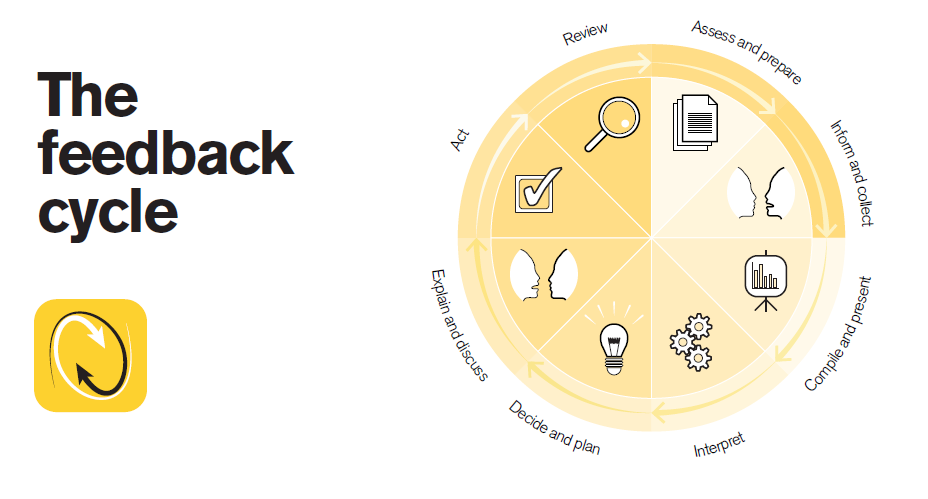 The
feedback
cycle
Assess and prepare
Inform and collect
Compile and present
Interpret
Decide and plan
Explain and discuss
Act
Review